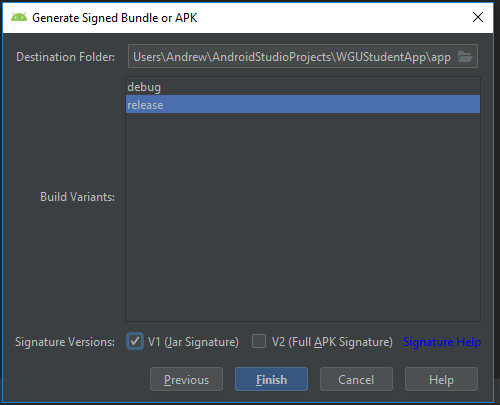 Generate Signed Bundle or APK
Destination Folder: Users\Andrew\AndroidStudioProjects\WGUStudentApp\app
debug
release
Build Variants:
Signature Versions: V1 (Jar Signature) V2 (Full APK Signature) Signature Help
Previous Finish Cancel Help